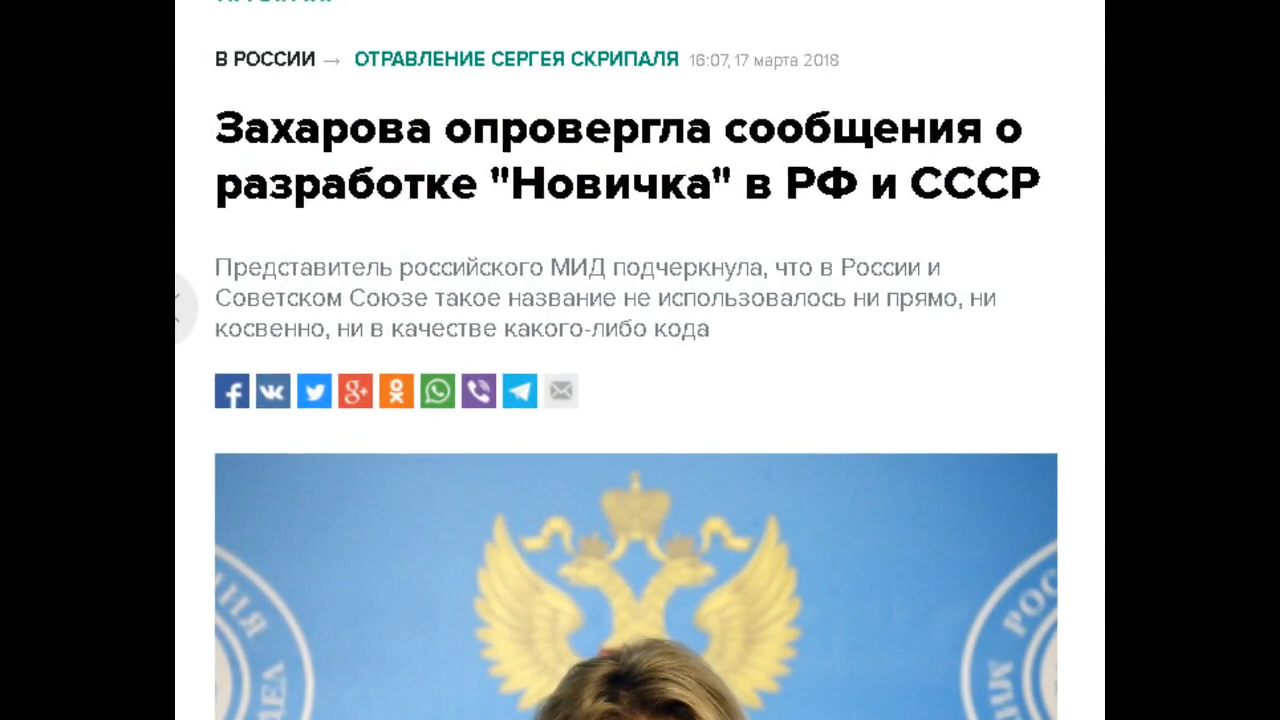 В РОССИИ → ОТРАВЛЕНИЕ СЕРГЕЯ СКРИПАЛЯ 16:07, 17 марта 2018
Захарова опровергла сообщения о
разработке "Новичка" в РФ и СССР
Представитель российского МИД подчеркнула, что в России и
Советском Союзе такое название не использовалось ни прямо, ни
косвенно, ни в качестве какого-либо кода